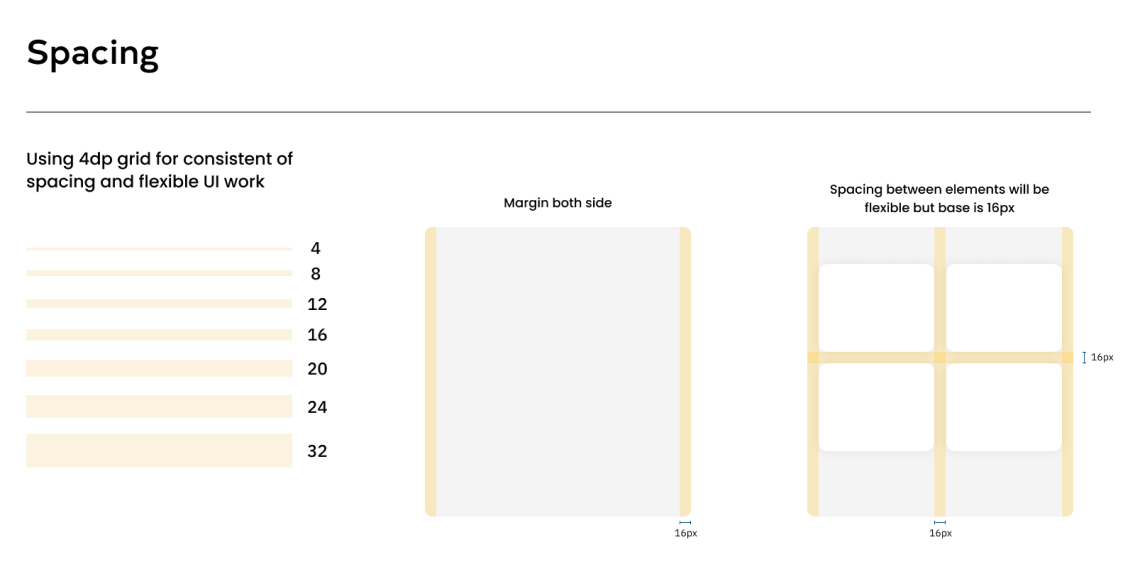 Spacing
Using 4dp grid for consistent of
spacing and flexible UI work
4
8
12
16
20
24
32
Margin both side
16px
Spacing between elements will be
flexible but base is 16px
16px
16px